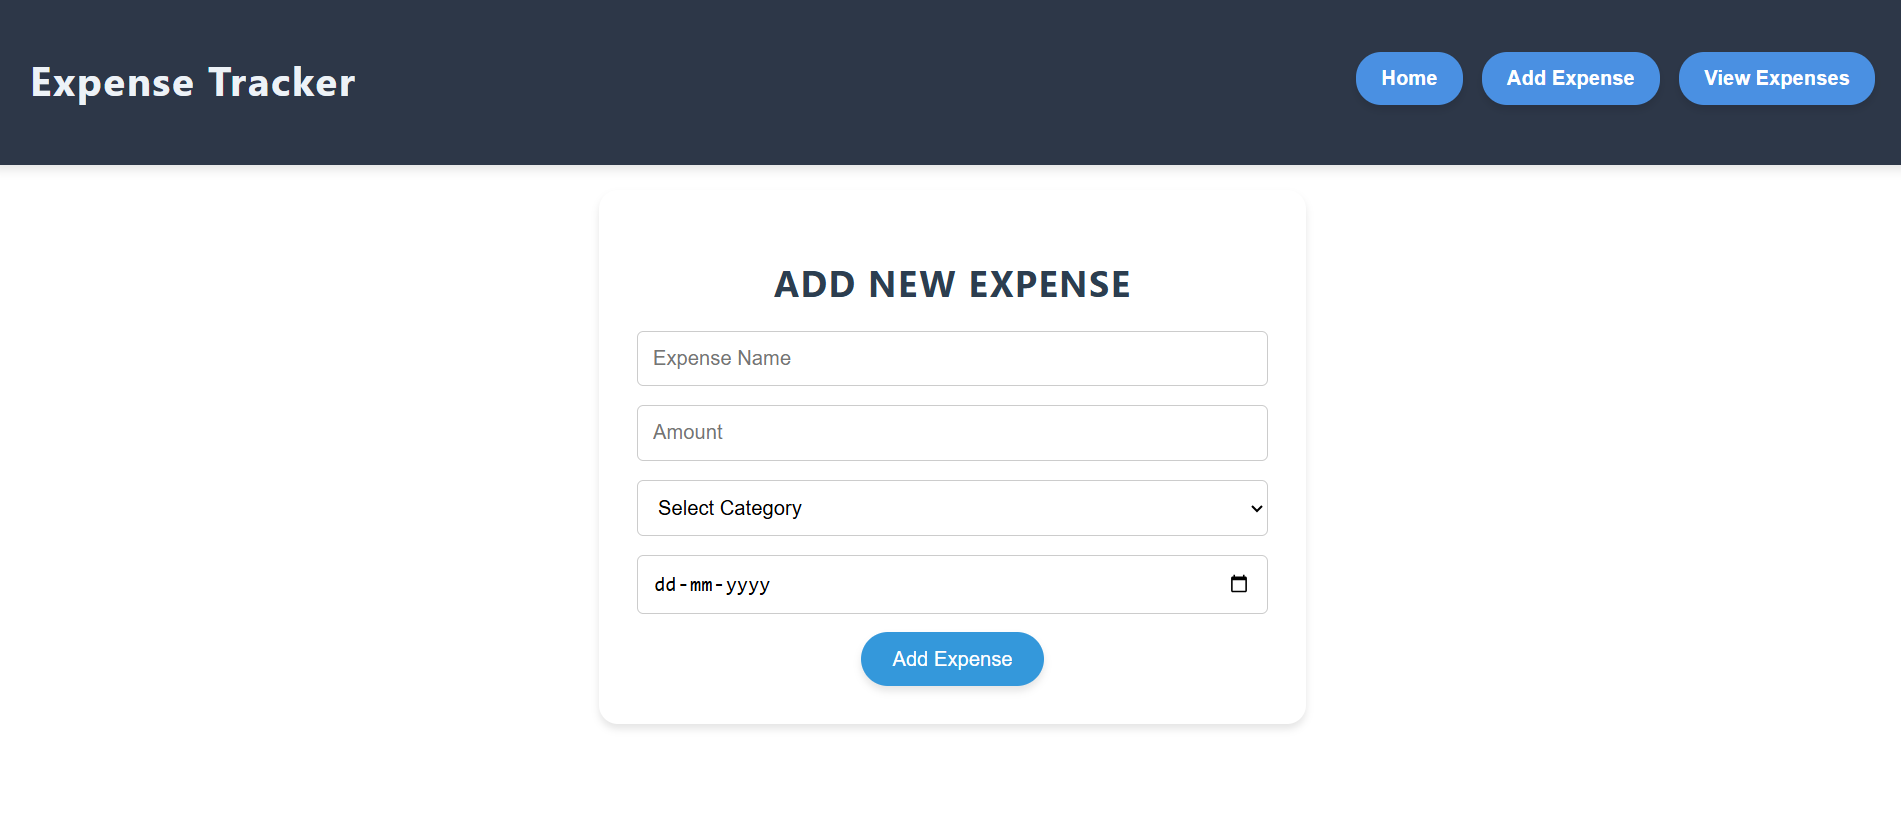 Expense Tracker
Home
Add Expense
View Expenses
ADD NEW EXPENSE
Expense Name
Amount
Select Category
dd-mm-yyyy
Add Expense